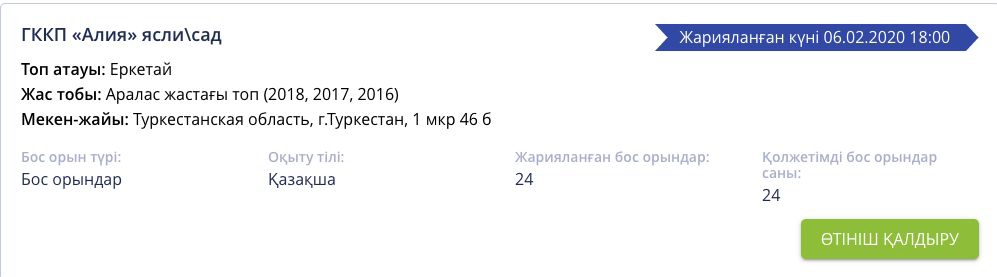 ГККП «Алия» ясли\сад
Жарияланған күні 06.02.2020 18:00
Топ атауы: Еркетай
Жас тобы: Аралас жастағы топ (2018, 2017, 2016)
Мекен-жайы: Туркестанская область, г.Туркестан, 1 мкр 46 б
Бос орын түрі:
Бос орындар
Оқыту тілі:
Қазақша
Жарияланған бос орындар:
24
Қолжетімді бос орындар
саны:
24
ӨТІНІШ ҚАЛДЫРУ